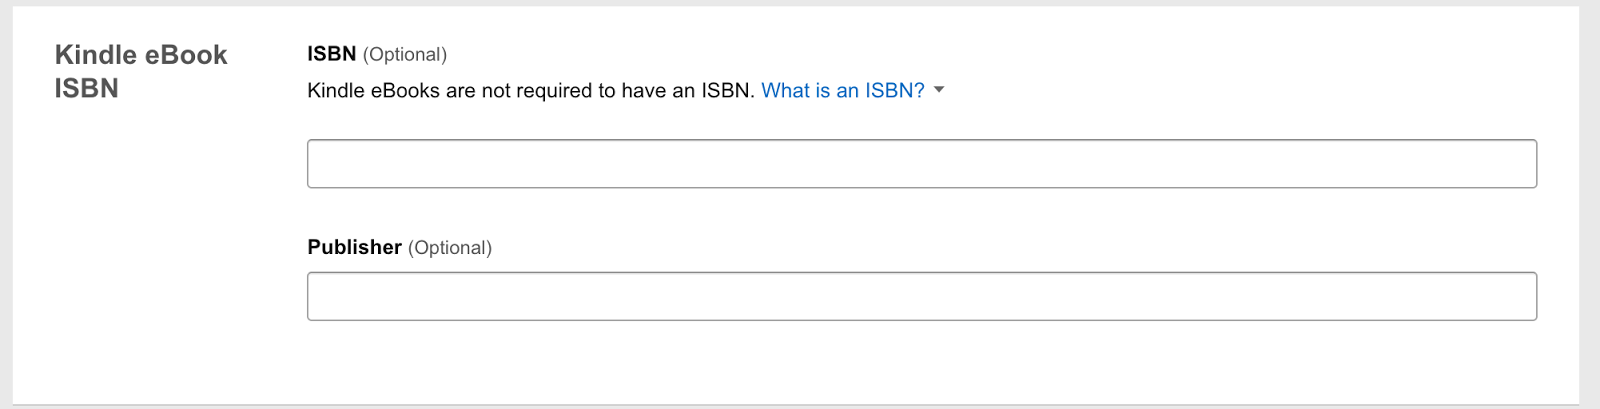 Kindle eBook
ISBN
ISBN (Optional)
Kindle eBooks are not required to have an ISBN. What is an ISBN?
Publisher (Optional)